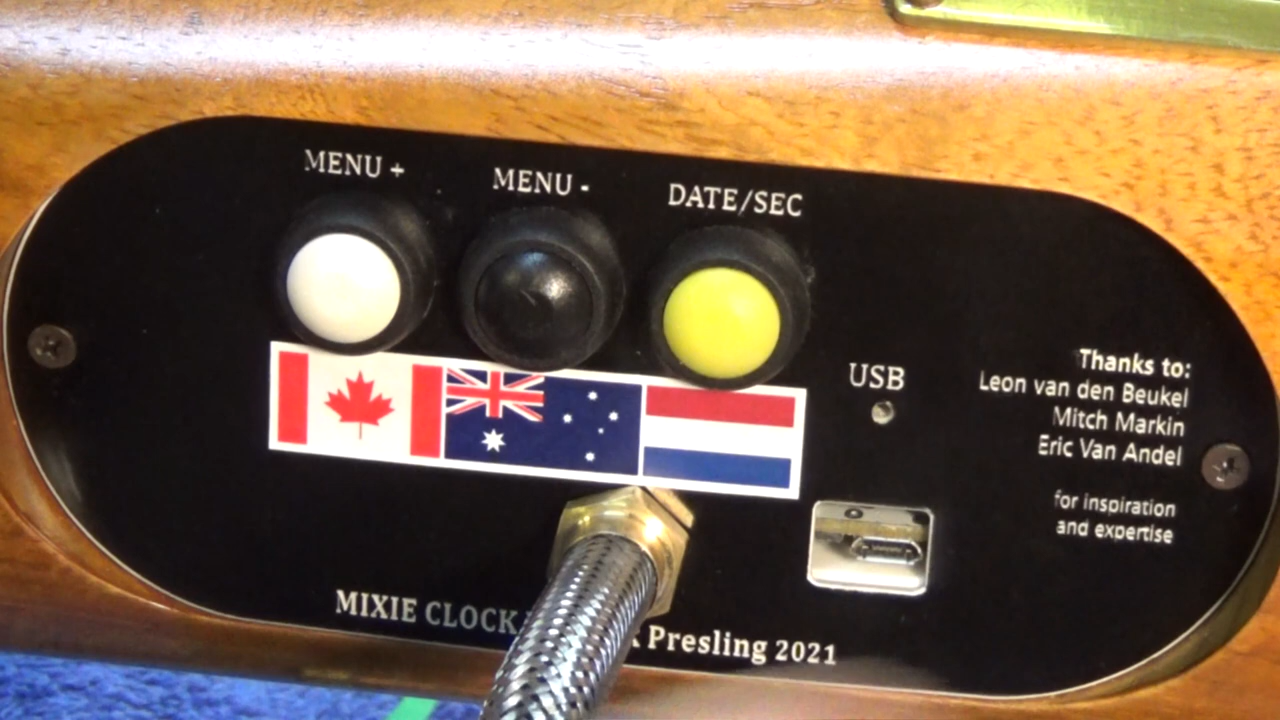 MENU +
MENU -
DATE/SEC
USB
Thanks to:
Leon van den Beukel
Mitch Markin
Eric Van Andel
for inspiration
and expertise
MIXIE CLOCK Presling 2021